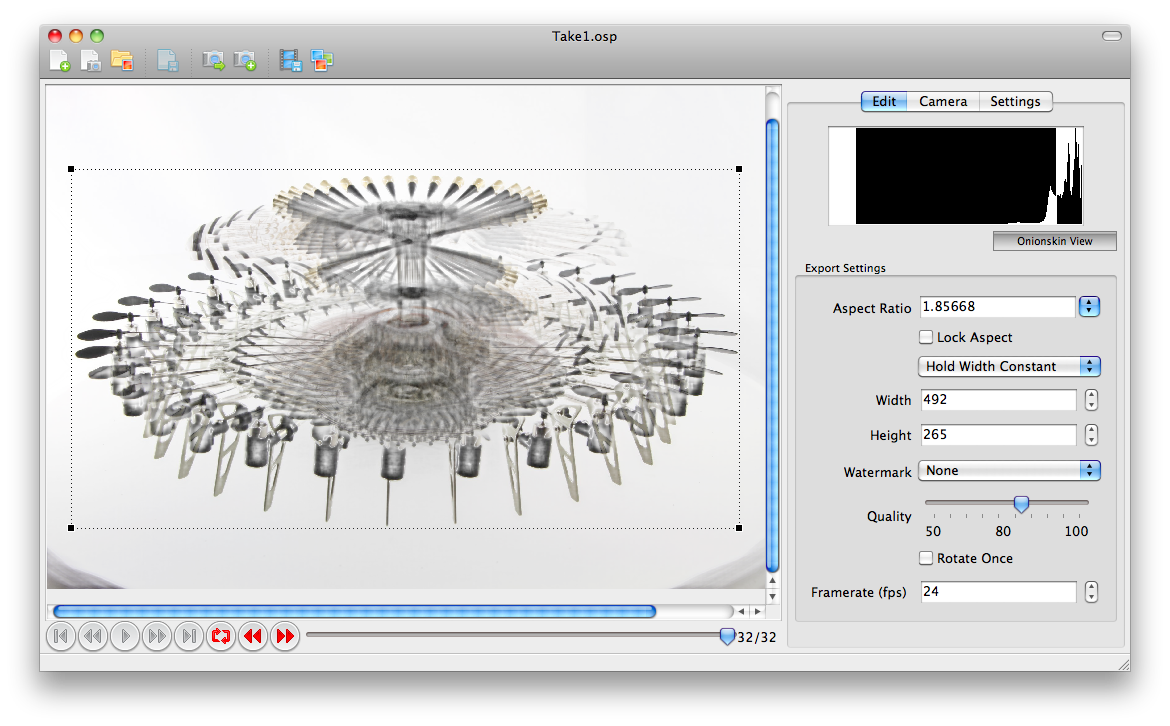 Take1.osp
Edit Camera Settings
Onionskin View
Export Settings
Aspect Ratio 1.85668
Lock Aspect
Hold Width Constant
Width 492
Height 265
Watermark None
Quality
50 80 100
Rotate Once
Framerate (fps) 24
32/32